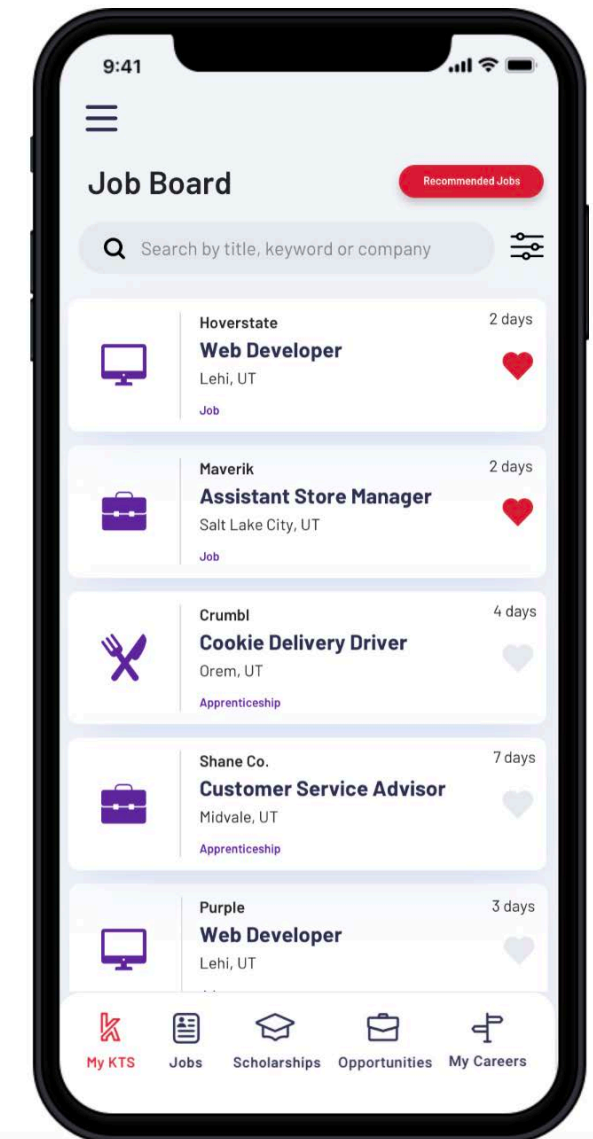 9:41
Job Board
Recommended Jobs
Search by title, keyword or company
Hoverstate
2 days
Web Developer
Lehi, UT
Job
Maverik
2 days
Assistant Store Manager
Salt Lake City, UT
Job
Crumbl
4 days
Cookie Delivery Driver
Orem, UT
Apprenticeship
Shane Co.
7 days
Customer Service Advisor
Midvale, UT
Apprenticeship
Purple
3 days
Web Developer
Lehi, UT
My KTS
Jobs
Scholarships
Opportunities
My Careers